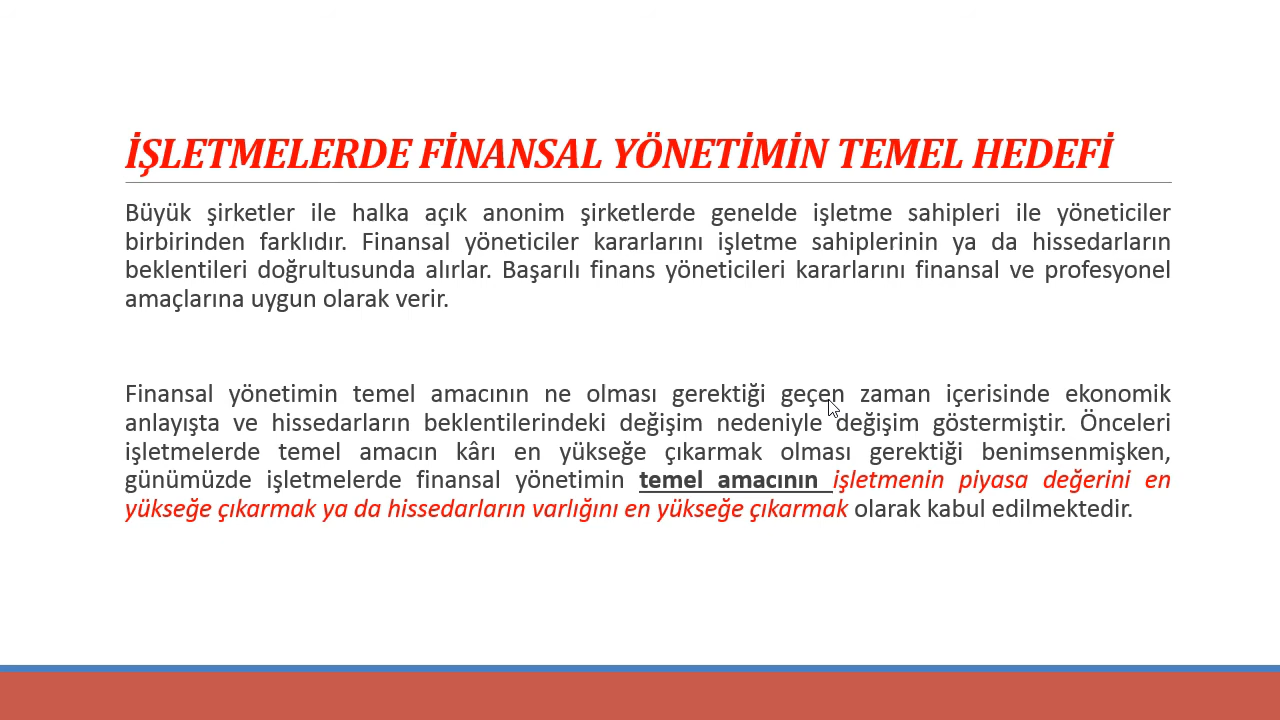 İŞLETMELERDE FİNANSAL YÖNETİMİN TEMEL HEDEFİ
Büyük şirketler ile halka açık anonim şirketlerde genelde işletme sahipleri ile yöneticiler
birbirinden farklıdır. Finansal yöneticiler kararlarını işletme sahiplerinin ya da hissedarların
beklentileri doğrultusunda alırlar. Başarılı finans yöneticileri kararlarını finansal ve profesyonel
amaçlarına uygun olarak verir.
Finansal yönetimin temel amacının ne olması gerektiği geçen zaman içerisinde ekonomik
anlayışta ve hissedarların beklentilerindeki değişim nedeniyle değişim göstermiştir. Önceleri
işletmelerde temel amacın kârı en yükseğe çıkarmak olması gerektiği benimsenmişken,
günümüzde işletmelerde finansal yönetimin temel amacının işletmenin piyasa değerini en
yükseğe çıkarmak ya da hissedarların varlığını en yükseğe çıkarmak olarak kabul edilmektedir.